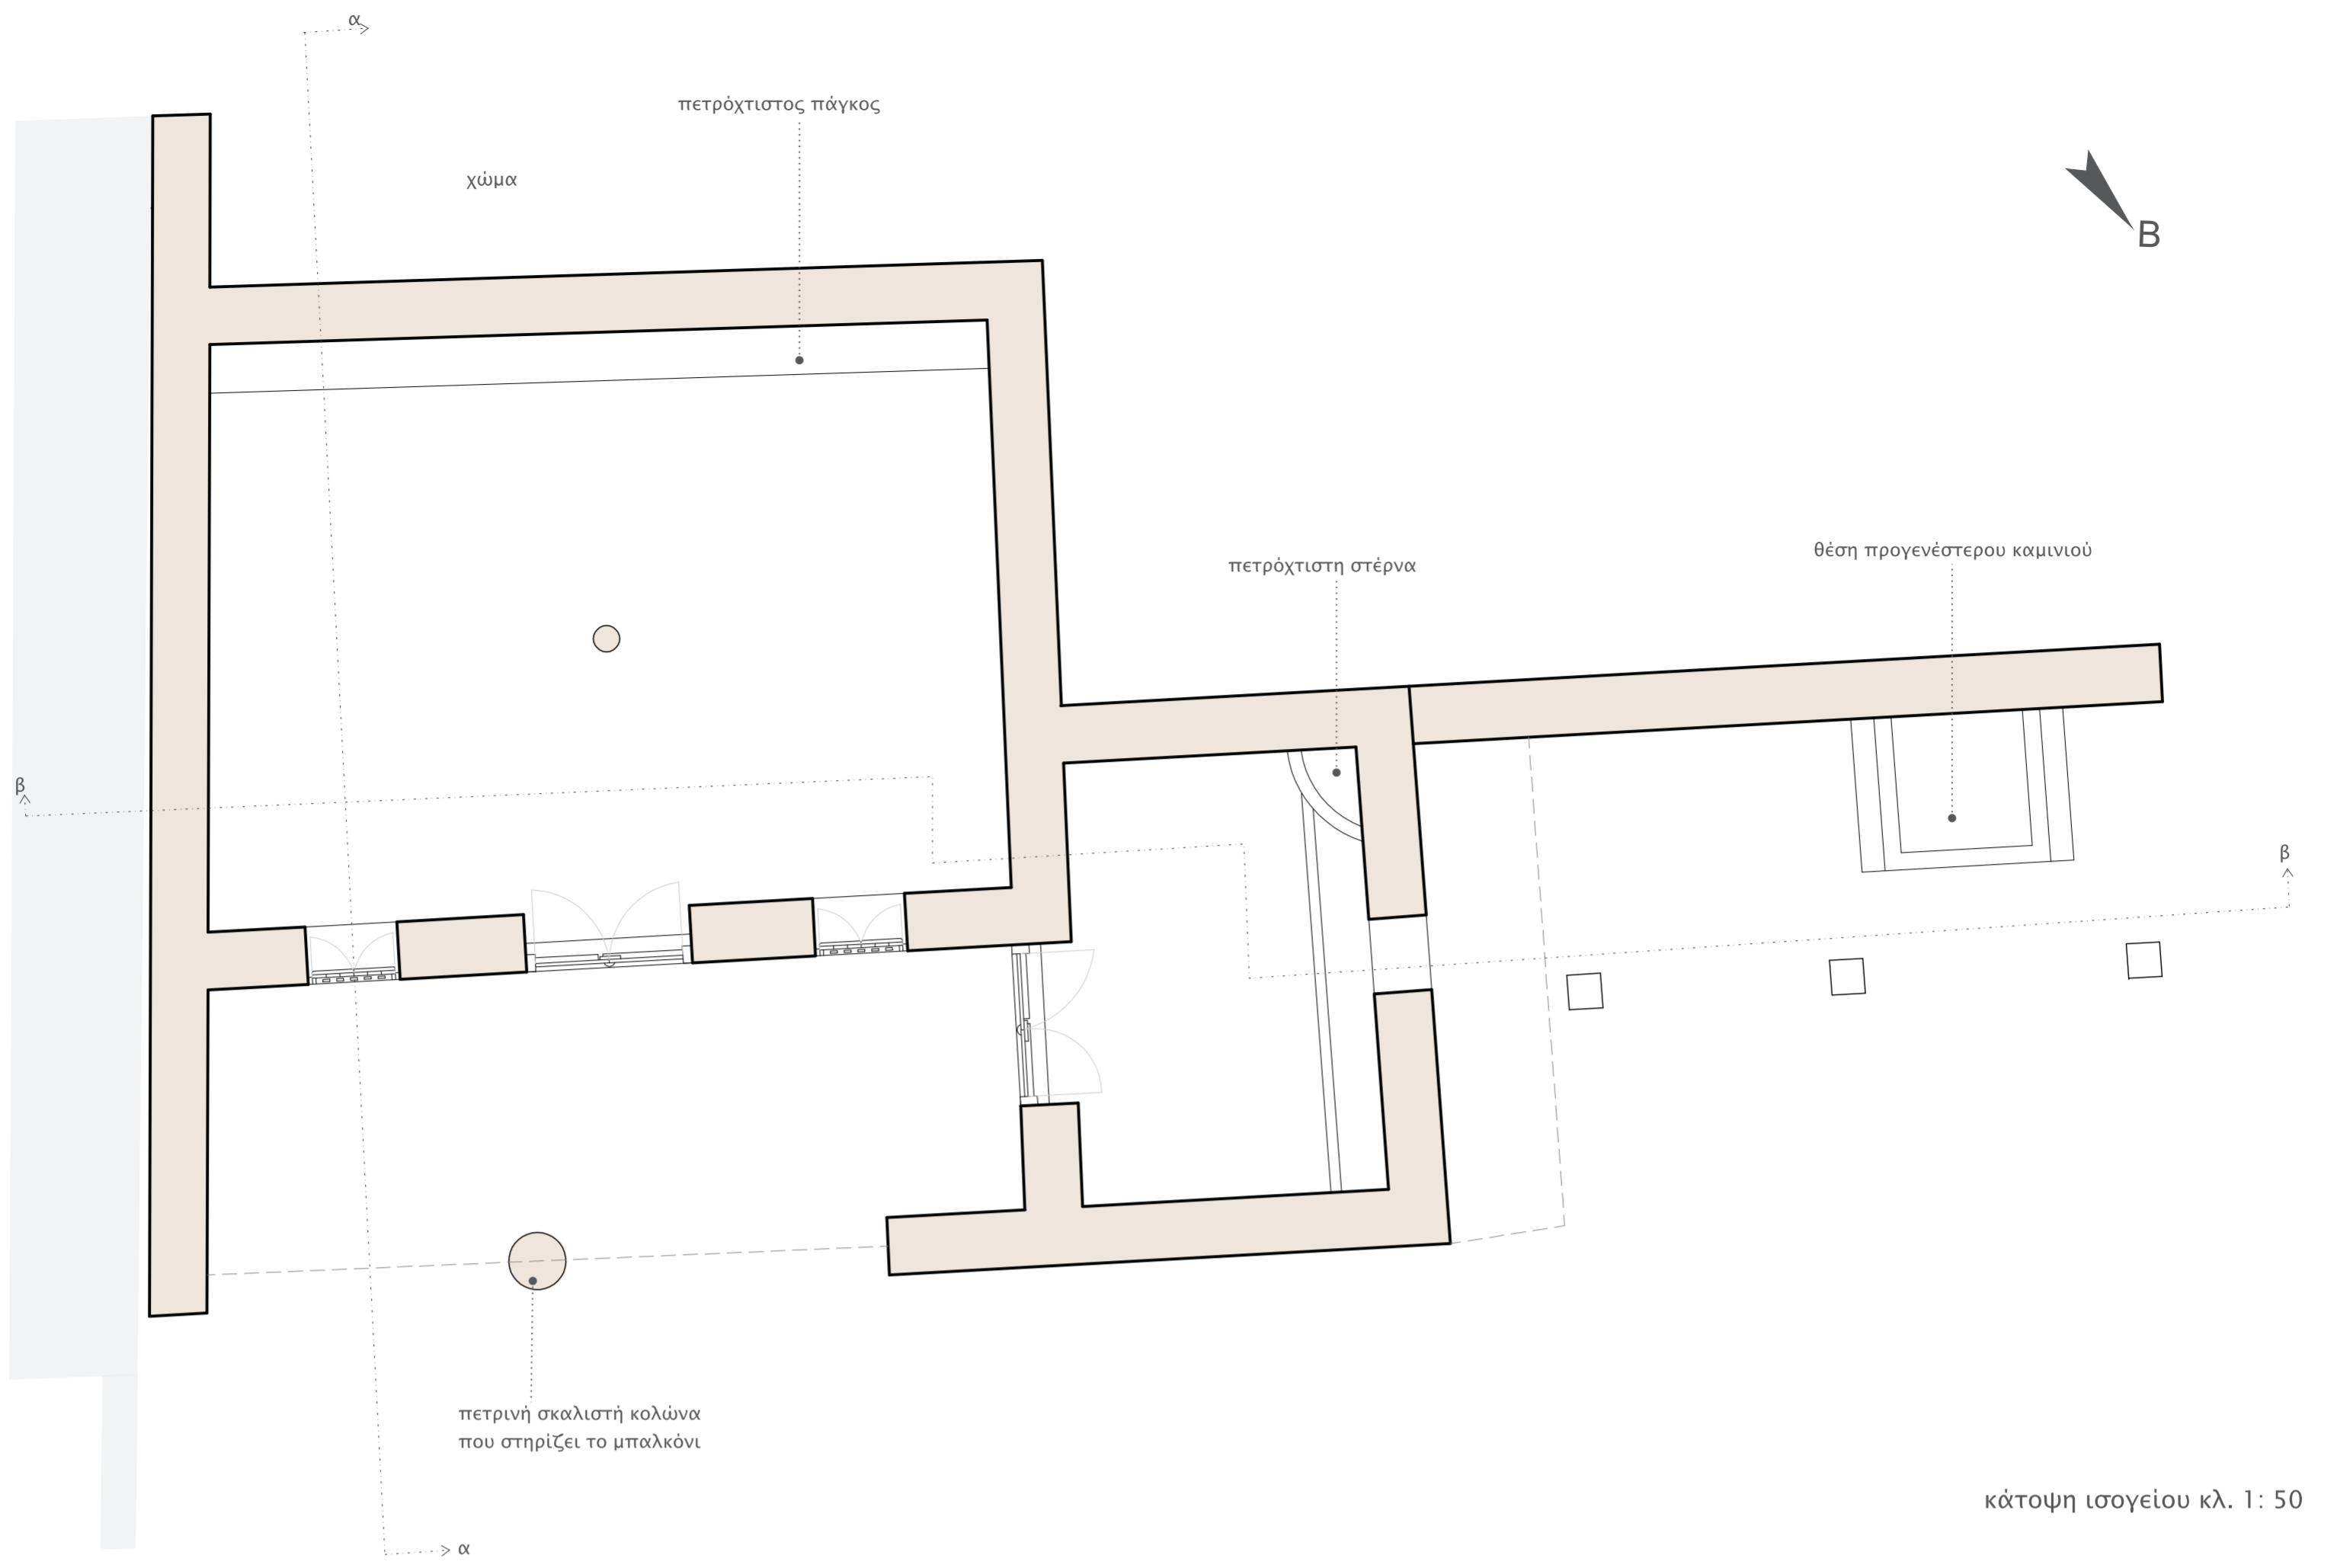 α
πετρόχτιστος πάγκος
χώμα
Β
πετρόχτιστη στέρνα
θέση προγενέστερου καμινιού
β
β
πετρινή σκαλιστή κολώνα
που στηρίζει το μπαλκόνι
κάτοψη ισογείου κλ. 1: 50
α